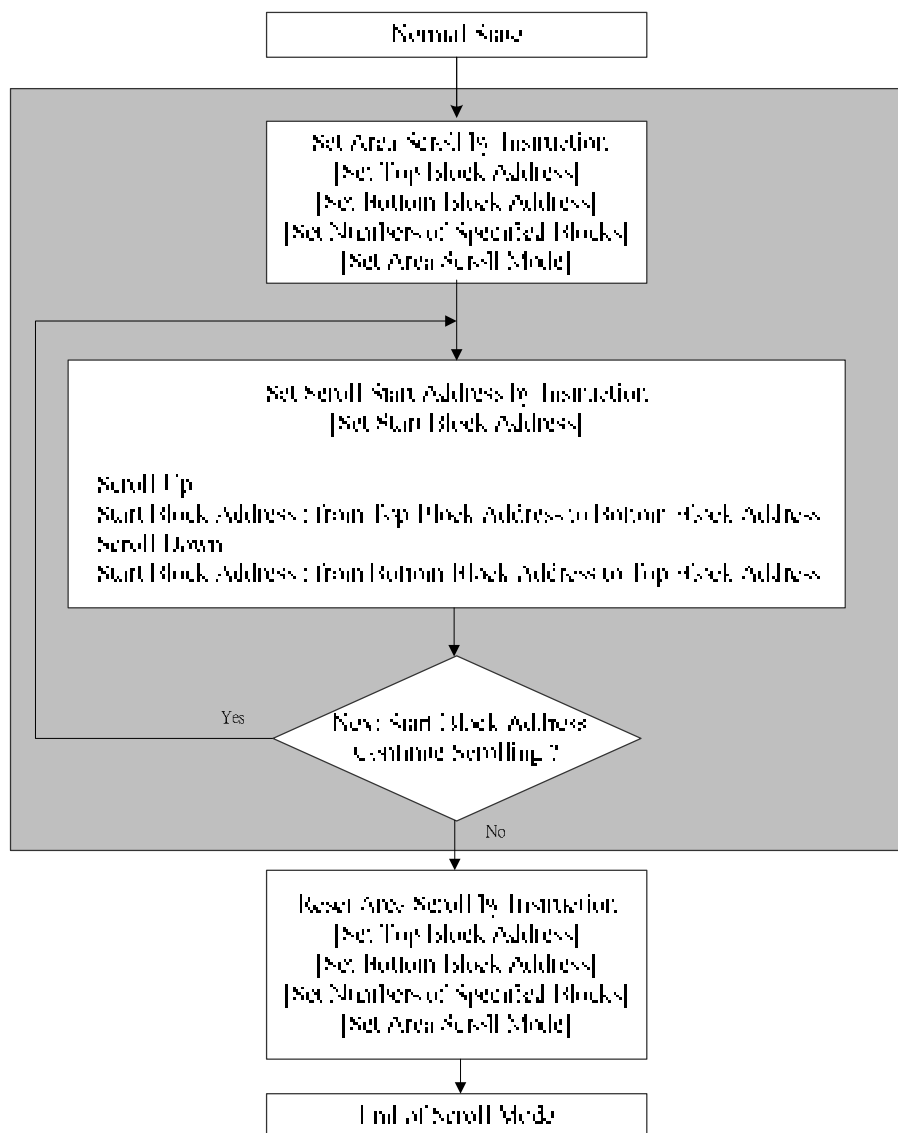 Normal State
Set Area Scroll by Instruction
[Set Top Block Address]
[Set Bottom Block Address]
[Set Numbers of Specified Blocks]
[Set Area Scroll Mode]
Set Scroll Start Address by Instruction
[Set Start Block Address]
Scroll Up
Start Block Address : from Top Block Address to Bottom Block Address
Scroll Down
Start Block Address : from Bottom Block Address to Top Block Address
Yes
Next Start Block Address
Continue Scrolling ?
No
Reset Area Scroll by Instruction
[Set Top Block Address]
[Set Bottom Block Address]
[Set Numbers of Specified Blocks]
[Set Area Scroll Mode]
End of Scroll Mode